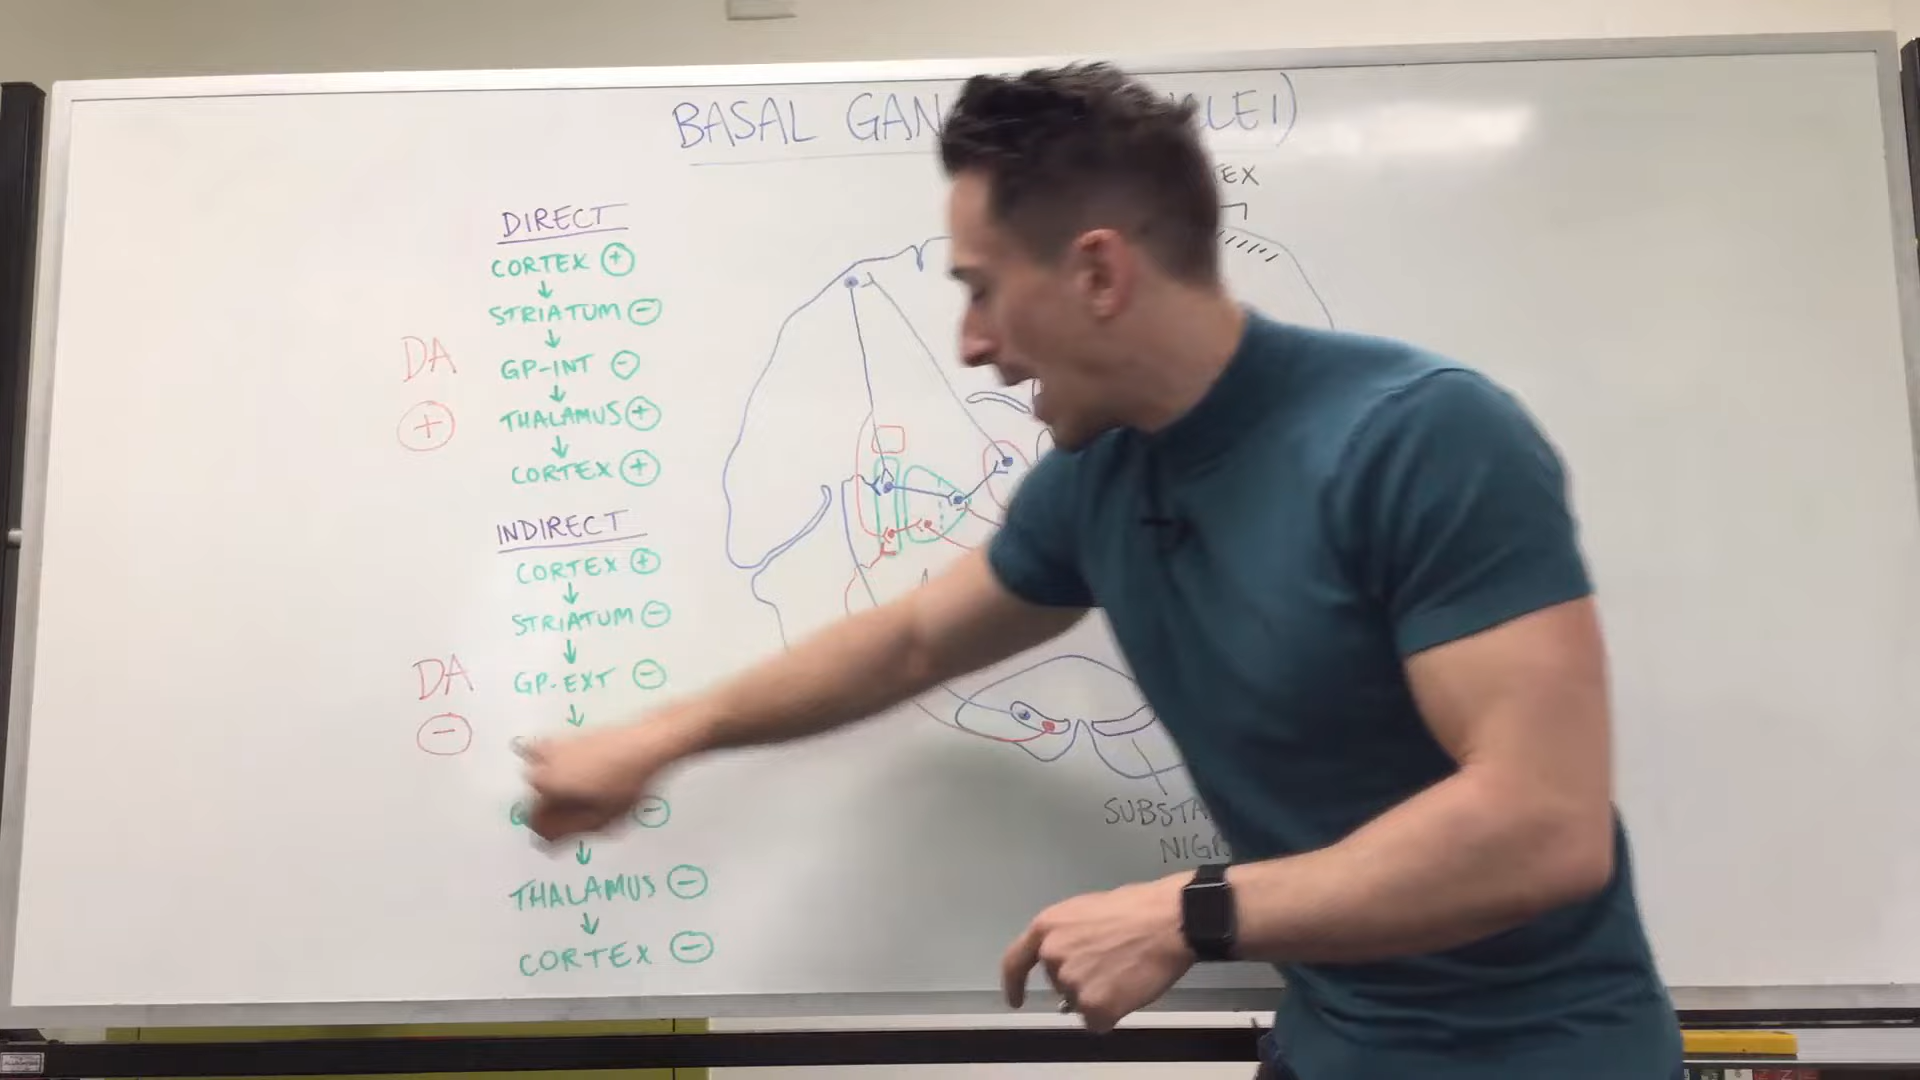 BASAL GAN
CLEI)
TEX
DIRECT
CORTEX +
↓
STRIATUM -
↓
GP-INT -
↓
THALAMUS +
↓
CORTEX +
DA
+
INDIRECT
CORTEX +
↓
STRIATUM -
↓
GP-EXT -
↓
G -
↓
THALAMUS -
↓
CORTEX -
DA
-
SUBSTA
NIG